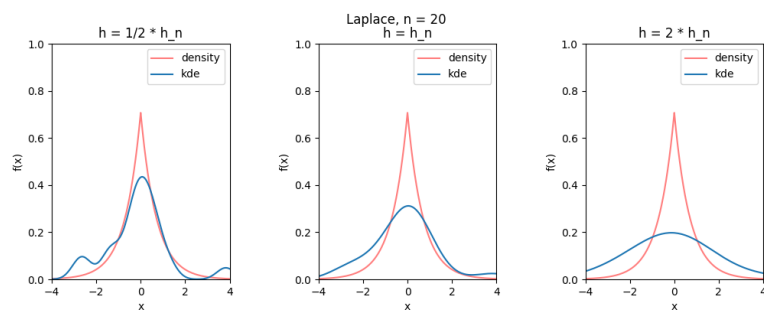 Laplace, n = 20
h = 1/2 * h_n
1.0
0.8
0.6
0.4
0.2
0.0
f(x)
density
kde
−4
−2
0
2
4
x
h = h_n
1.0
0.8
0.6
0.4
0.2
0.0
f(x)
density
kde
−4
−2
0
2
4
x
h = 2 * h_n
1.0
0.8
0.6
0.4
0.2
0.0
f(x)
density
kde
−4
−2
0
2
4
x